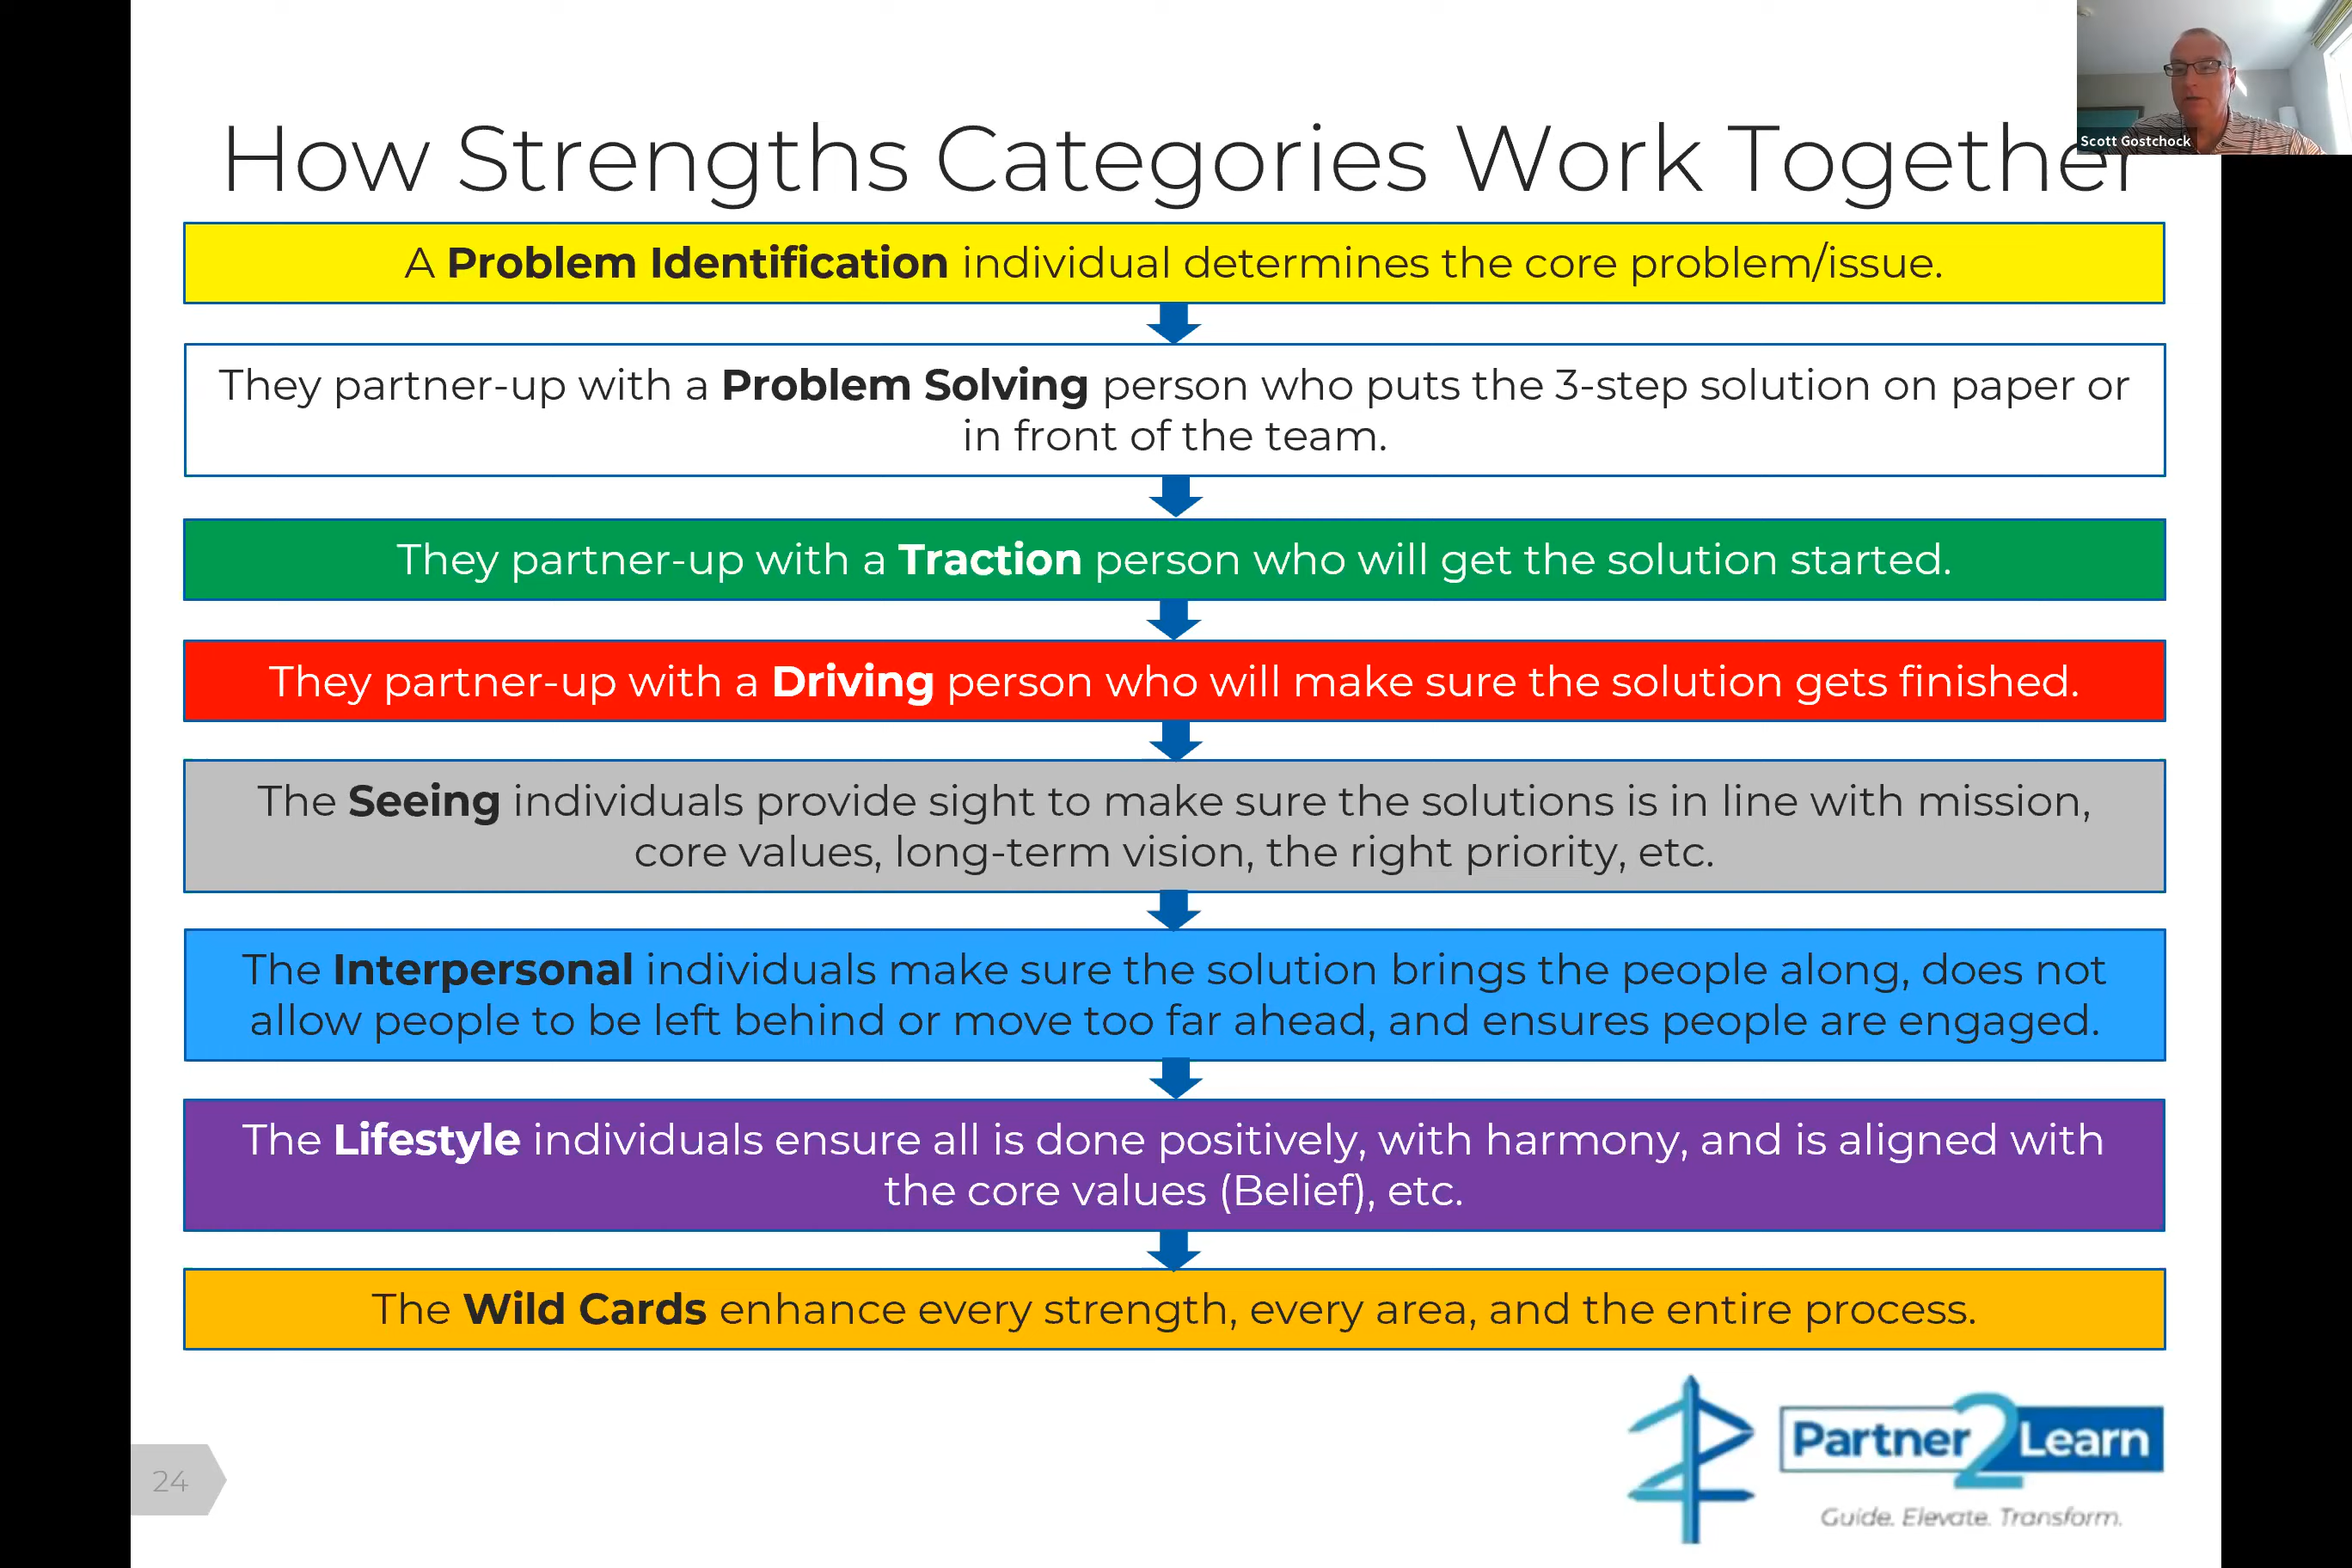 How Strengths Categories Work Together
Scott Gostchock
A Problem Identification individual determines the core problem/issue.
They partner-up with a Problem Solving person who puts the 3-step solution on paper or
in front of the team.
They partner-up with a Traction person who will get the solution started.
They partner-up with a Driving person who will make sure the solution gets finished.
The Seeing individuals provide sight to make sure the solutions is in line with mission,
core values, long-term vision, the right priority, etc.
The Interpersonal individuals make sure the solution brings the people along, does not
allow people to be left behind or move too far ahead, and ensures people are engaged.
The Lifestyle individuals ensure all is done positively, with harmony, and is aligned with
the core values (Belief), etc.
The Wild Cards enhance every strength, every area, and the entire process.
Partner2Learn
Guide. Elevate. Transform.
24